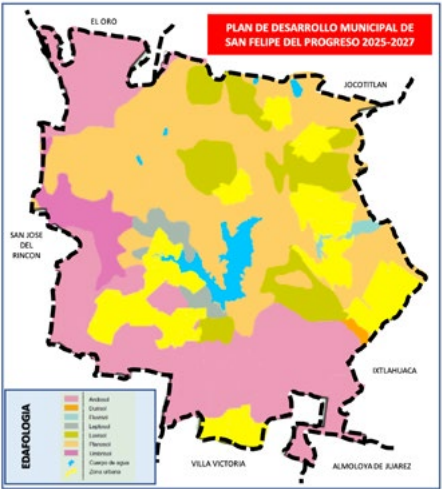 PLAN DE DESARROLLO MUNICIPAL DE
SAN FELIPE DEL PROGRESO 2025-2027
EL ORO
JOCOTITLAN
SAN JOSE
DEL
RINCON
IXTLAHUACA
VILLA VICTORIA
ALMOLOYA DE JUAREZ
EDAFOLOGIA
Andosol
Durisol
Fluvisol
Leptosol
Luvisol
Planosol
Umbrisol
Cuerpo de agua
Zona urbana